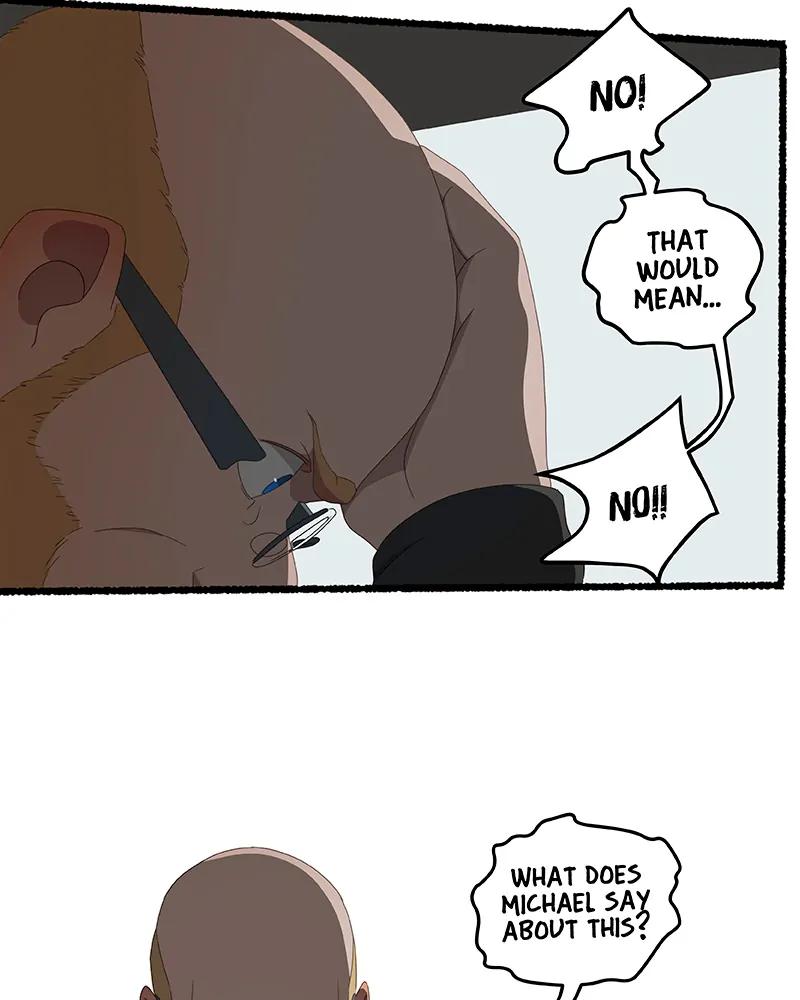 NO!
THAT
WOULD
MEAN...
NO!!
WHAT DOES
MICHAEL SAY
ABOUT THIS?